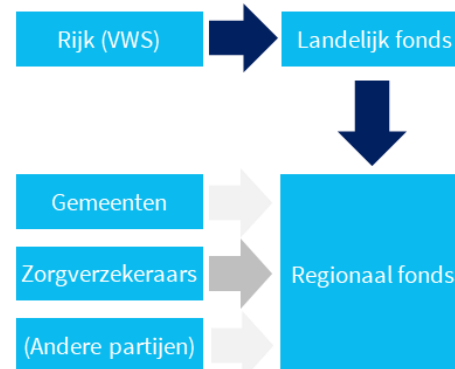 Rijk (VWS)
Landelijk fonds
Gemeenten
Zorgverzekeraars
Regionaal fonds
(Andere partijen)